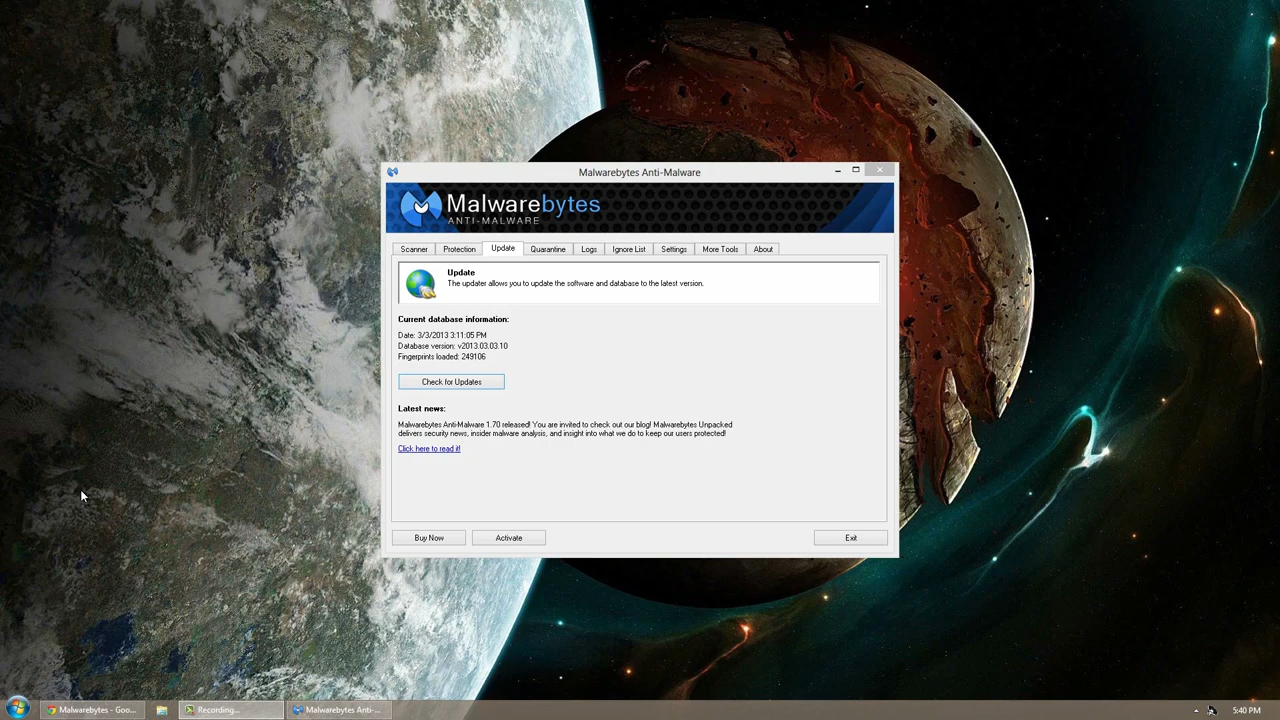 Malwarebytes Anti-Malware
Malwarebytes
ANTI-MALWARE
Scanner Protection Update Quarantine Logs Ignore List Settings More Tools About
Update
The updater allows you to update the software and database to the latest version.
Current database information:
Date: 3/3/2013 3:11:05 PM
Database version: v2013.03.03.10
Fingerprints loaded: 249106
Check for Updates
Latest news:
Malwarebytes Anti-Malware 1.70 released! You are invited to check out our blog! Malwarebytes Unpacked
delivers security news, insider malware analysis, and insight into what we do to keep our users protected!
Click here to read it!
Buy Now Activate Exit
Malwarebytes - Goo... Recording... Malwarebytes Anti-... 5:40 PM